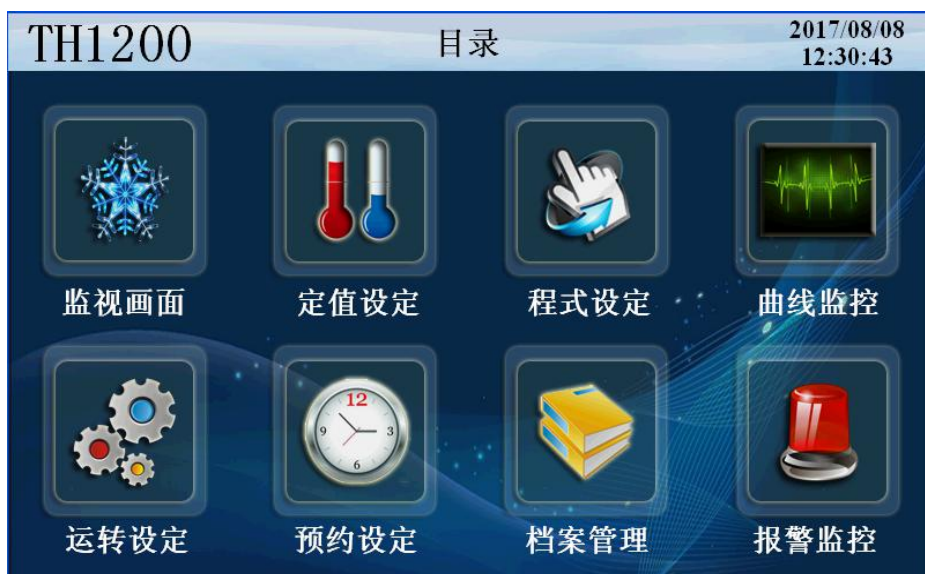 TH1200
目录
2017/08/08
12:30:43
监视画面
定值设定
程式设定
曲线监控
12
9
3
6
运转设定
预约设定
档案管理
报警监控